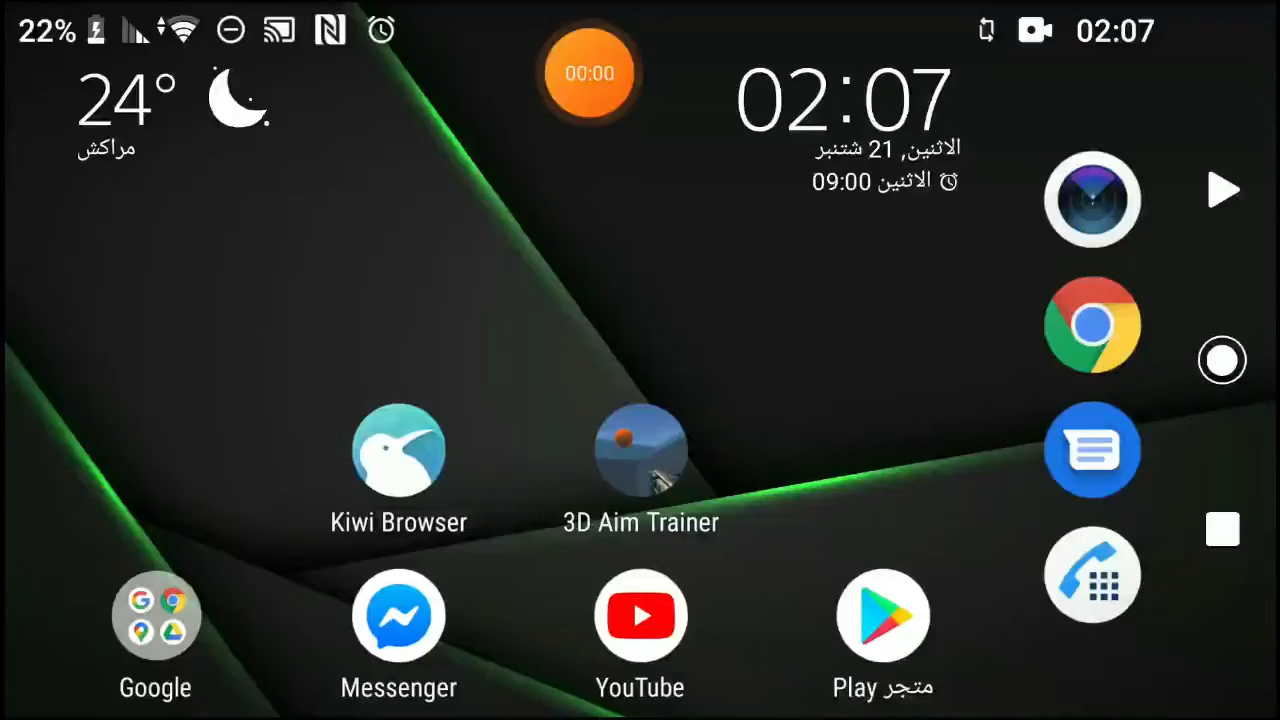 22%
02:07
00:00
24°
مراكش
02:07
الاثنين, 21 شتنبر
الاثنين 09:00
Kiwi Browser
3D Aim Trainer
Google
Messenger
YouTube
متجر Play